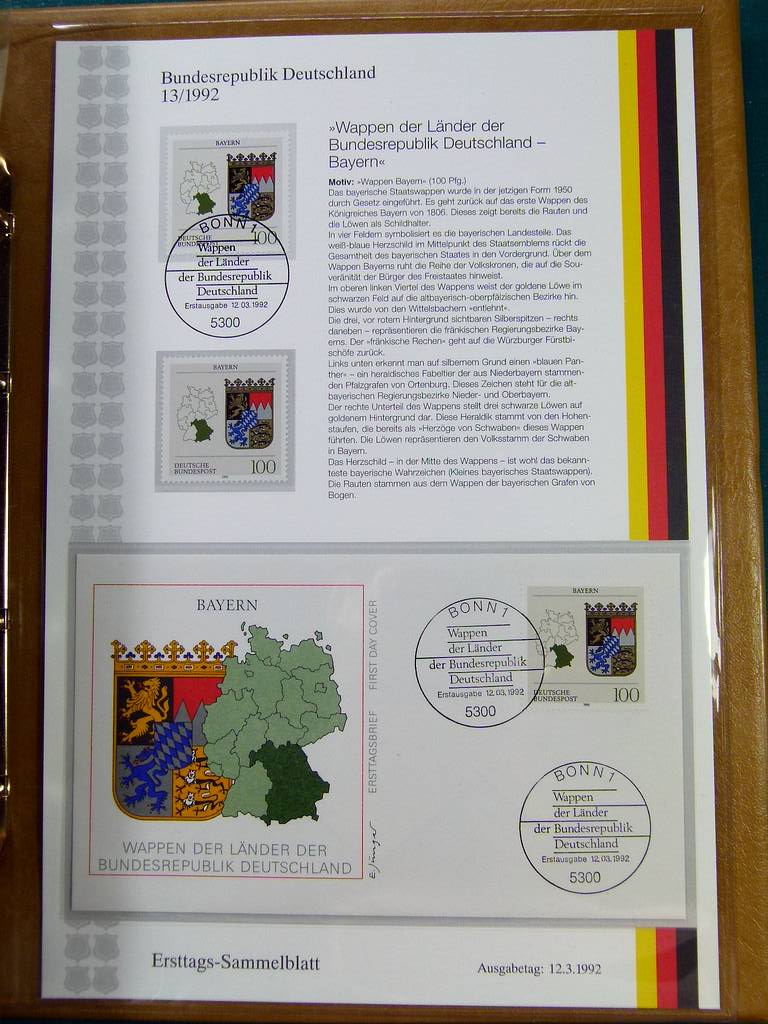 Bundesrepublik Deutschland
13/1992
BAYERN
DEUTSCHE
BUNDESPOST
100
BONN 1
Wappen
der Länder
der Bundesrepublik
Deutschland
Erstausgabe 12.03.1992
5300
BAYERN
DEUTSCHE
BUNDESPOST
100
»Wappen der Länder der
Bundesrepublik Deutschland –
Bayern«
Motiv: »Wappen Bayern« (100 Pfg.)
Das bayerische Staatswappen wurde in der jetzigen Form 1950
durch Gesetz eingeführt. Es geht zurück auf das erste Wappen des
Königreiches Bayern von 1806. Dieses zeigt bereits die Rauten und
die Löwen als Schildhalter.
In vier Feldern symbolisiert es die bayerischen Landesteile. Das
weiß-blaue Herzschild im Mittelpunkt des Staatsemblems rückt die
Gesamtheit des bayerischen Staates in den Vordergrund. Über dem
Wappen Bayerns ruht die Reihe der Volkskronen, die auf die Sou-
veränität der Bürger des Freistaates hinweist.
Im oberen linken Viertel des Wappens weist der goldene Löwe im
schwarzen Feld auf die altbayerisch-oberpfälzischen Bezirke hin.
Dies wurde von den Wittelsbachern »entlehnt«.
Die drei, vor rotem Hintergrund sichtbaren Silberspitzen – rechts
daneben – repräsentieren die fränkischen Regierungsbezirke Bay-
erns. Der »fränkische Rechen« geht auf die Würzburger Fürstbi-
schöfe zurück.
Links unten erkennt man auf silbernem Grund einen »blauen Pan-
ther« – ein heraldisches Fabeltier der aus Niederbayern stammen-
den Pfalzgrafen von Ortenburg. Dieses Zeichen steht für die alt-
bayerischen Regierungsbezirke Nieder- und Oberbayern.
Der rechte Unterteil des Wappens stellt drei schwarze Löwen auf
goldenem Hintergrund dar. Diese Heraldik stammt von den Hohen-
staufen, die bereits als »Herzöge von Schwaben« dieses Wappen
führten. Die Löwen repräsentieren den Volksstamm der Schwaben
in Bayern.
Das Herzschild – in der Mitte des Wappens – ist wohl das bekann-
teste bayerische Wahrzeichen (Kleines bayerisches Staatswappen).
Die Rauten stammen aus dem Wappen der bayerischen Grafen von
Bogen.
BAYERN
WAPPEN DER LÄNDER DER
BUNDESREPUBLIK DEUTSCHLAND
ERSTTAGSBRIEF FIRST DAY COVER
E. Jünger
BONN 1
Wappen
der Länder
der Bundesrepublik
Deutschland
Erstausgabe 12.03.1992
5300
BAYERN
DEUTSCHE
BUNDESPOST
100
BONN 1
Wappen
der Länder
der Bundesrepublik
Deutschland
Erstausgabe 12.03.1992
5300
Ersttags-Sammelblatt
Ausgabetag: 12.3.1992